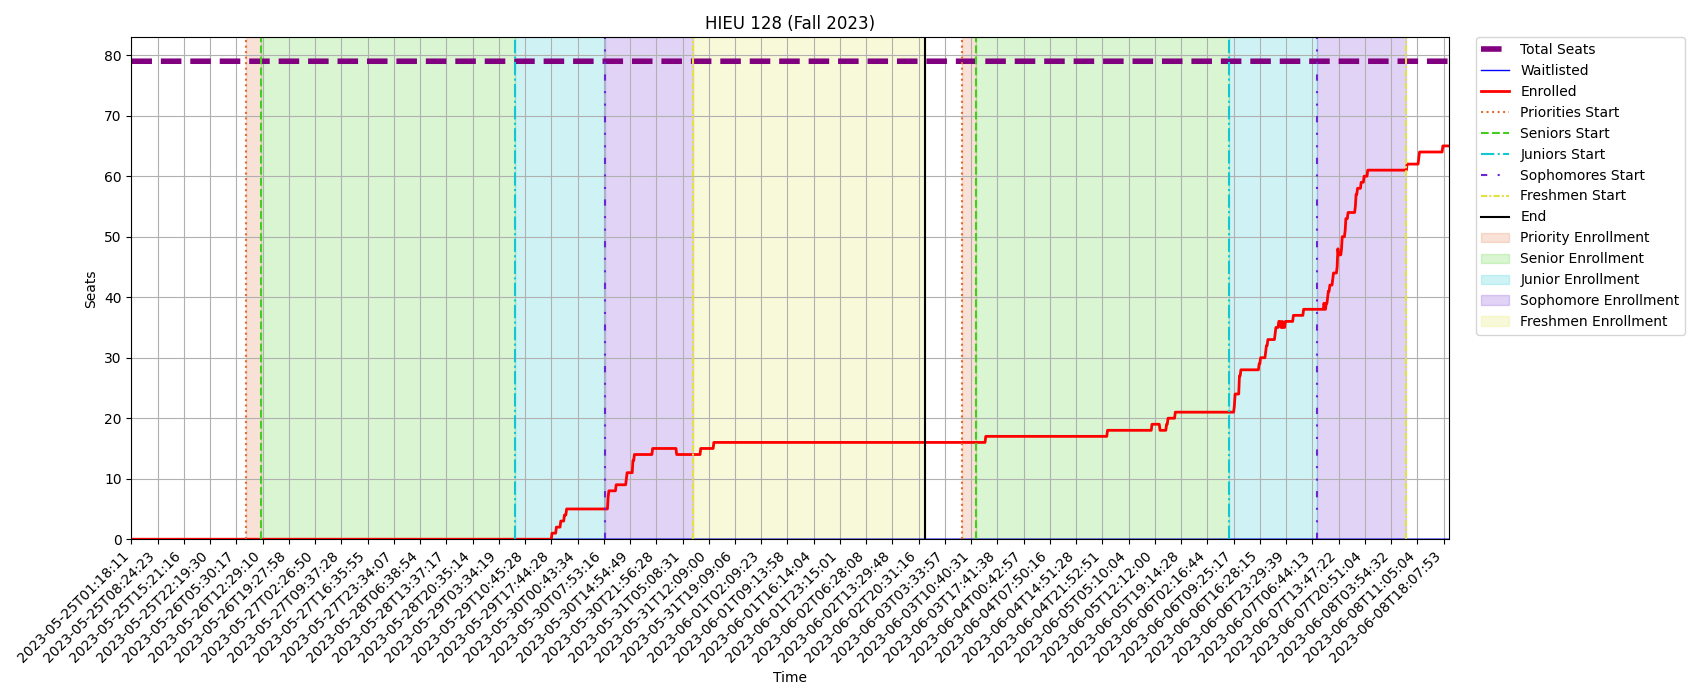 HIEU 128 (Fall 2023)
Seats
80
70
60
50
40
30
20
10
0
2023-05-25T01:18:11
2023-05-25T08:24:23
2023-05-25T15:21:16
2023-05-25T22:19:30
2023-05-26T05:30:17
2023-05-26T12:29:10
2023-05-26T19:27:58
2023-05-27T02:26:50
2023-05-27T09:37:28
2023-05-27T16:35:55
2023-05-27T23:34:07
2023-05-28T06:38:54
2023-05-28T13:37:17
2023-05-28T20:35:14
2023-05-29T03:34:19
2023-05-29T10:45:28
2023-05-29T17:44:28
2023-05-30T00:43:34
2023-05-30T07:53:16
2023-05-30T14:54:49
2023-05-30T21:56:28
2023-05-31T05:08:31
2023-05-31T12:09:00
2023-05-31T19:09:06
2023-06-01T02:09:23
2023-06-01T09:13:58
2023-06-01T16:14:04
2023-06-01T23:15:01
2023-06-02T06:28:08
2023-06-02T13:29:48
2023-06-02T20:31:16
2023-06-03T03:33:57
2023-06-03T10:40:31
2023-06-03T17:41:38
2023-06-04T00:42:57
2023-06-04T07:50:16
2023-06-04T14:51:28
2023-06-04T21:52:51
2023-06-05T05:10:04
2023-06-05T12:12:00
2023-06-05T19:14:28
2023-06-06T02:16:44
2023-06-06T09:25:17
2023-06-06T16:28:15
2023-06-06T23:29:39
2023-06-07T06:44:13
2023-06-07T13:47:22
2023-06-07T20:51:04
2023-06-08T03:54:32
2023-06-08T11:05:04
2023-06-08T18:07:53
Time
Total Seats
Waitlisted
Enrolled
Priorities Start
Seniors Start
Juniors Start
Sophomores Start
Freshmen Start
End
Priority Enrollment
Senior Enrollment
Junior Enrollment
Sophomore Enrollment
Freshmen Enrollment